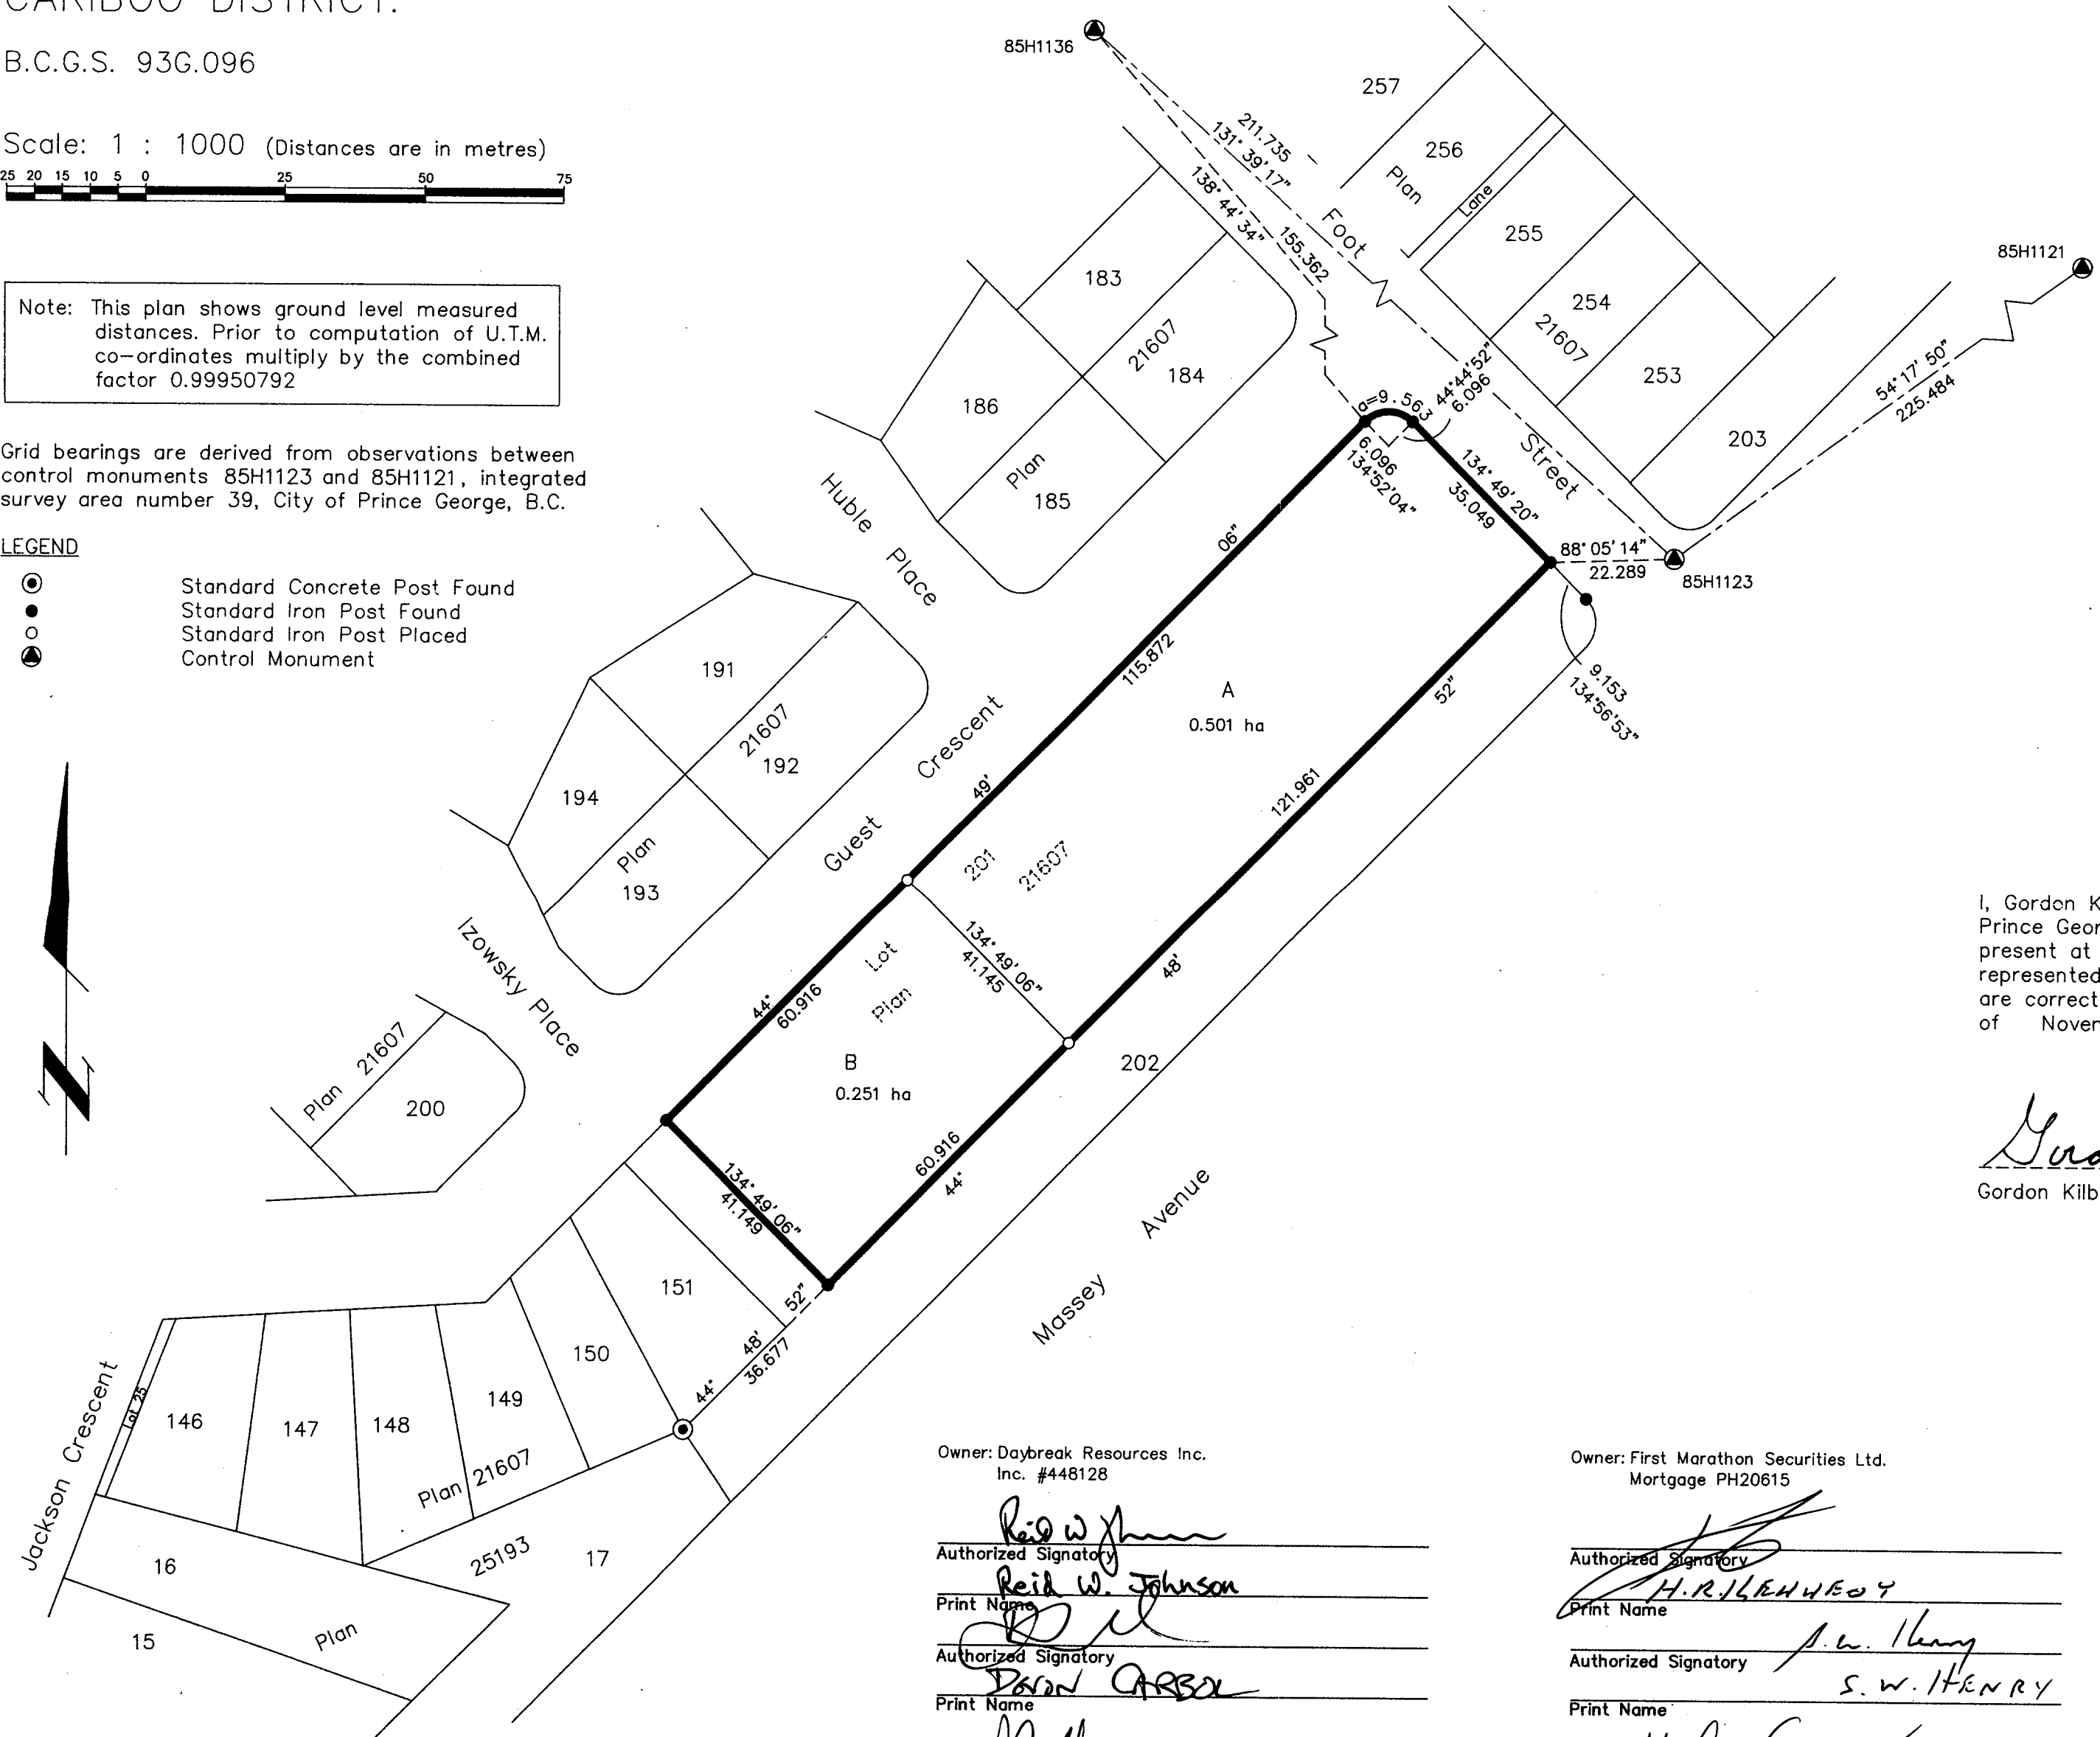 CARIBOO DISTRICT.
B.C.G.S. 93G.096
Scale: 1 : 1000 (Distances are in metres)
25 20 15 10 5 0 25 50 75
Note: This plan shows ground level measured
distances. Prior to computation of U.T.M.
co-ordinates multiply by the combined
factor 0.99950792
Grid bearings are derived from observations between
control monuments 85H1123 and 85H1121, integrated
survey area number 39, City of Prince George, B.C.
LEGEND
Standard Concrete Post Found
Standard Iron Post Found
Standard Iron Post Placed
Control Monument
85H1136
211.735
131° 39' 17"
138° 44' 34"
155.362
Foot
Street
257
256
Plan
Lane
255
254
21607
253
203
85H1121
54° 17' 50"
225.484
85H1123
88° 05' 14"
22.289
183
21607
184
186
Plan
185
Huble Place
a=9.563
44°44'52"
6.096
6.096
134°52'04"
134° 49' 20"
35.049
9.153
134°56'53"
06"
115.872
49'
44°
60.916
A
0.501 ha
52"
121.961
48'
60.916
44°
201
21607
Lot
Plan
134° 49' 06"
41.145
B
0.251 ha
134° 49' 06"
41.149
202
191
21607
192
194
Plan
193
Guest Crescent
Izowsky Place
Plan 21607
200
Massey Avenue
52"
48'
44°
36.677
151
150
149
148
147
146
Lot 25
Plan 21607
Jackson Crescent
16
25193
17
15
Plan
N
I, Gordon K
Prince Geor
present at
represented
are correct
of Nover
Gordon Kilb
Owner: Daybreak Resources Inc.
Inc. #448128
Reid W
Authorized Signatory
Reid W. Johnson
Print Name
Authorized Signatory
CARBOL
Print Name
Owner: First Marathon Securities Ltd.
Mortgage PH20615
Authorized Signatory
H.R. KENNEDY
Print Name
S.W. Henry
Authorized Signatory
S. W. HENRY
Print Name